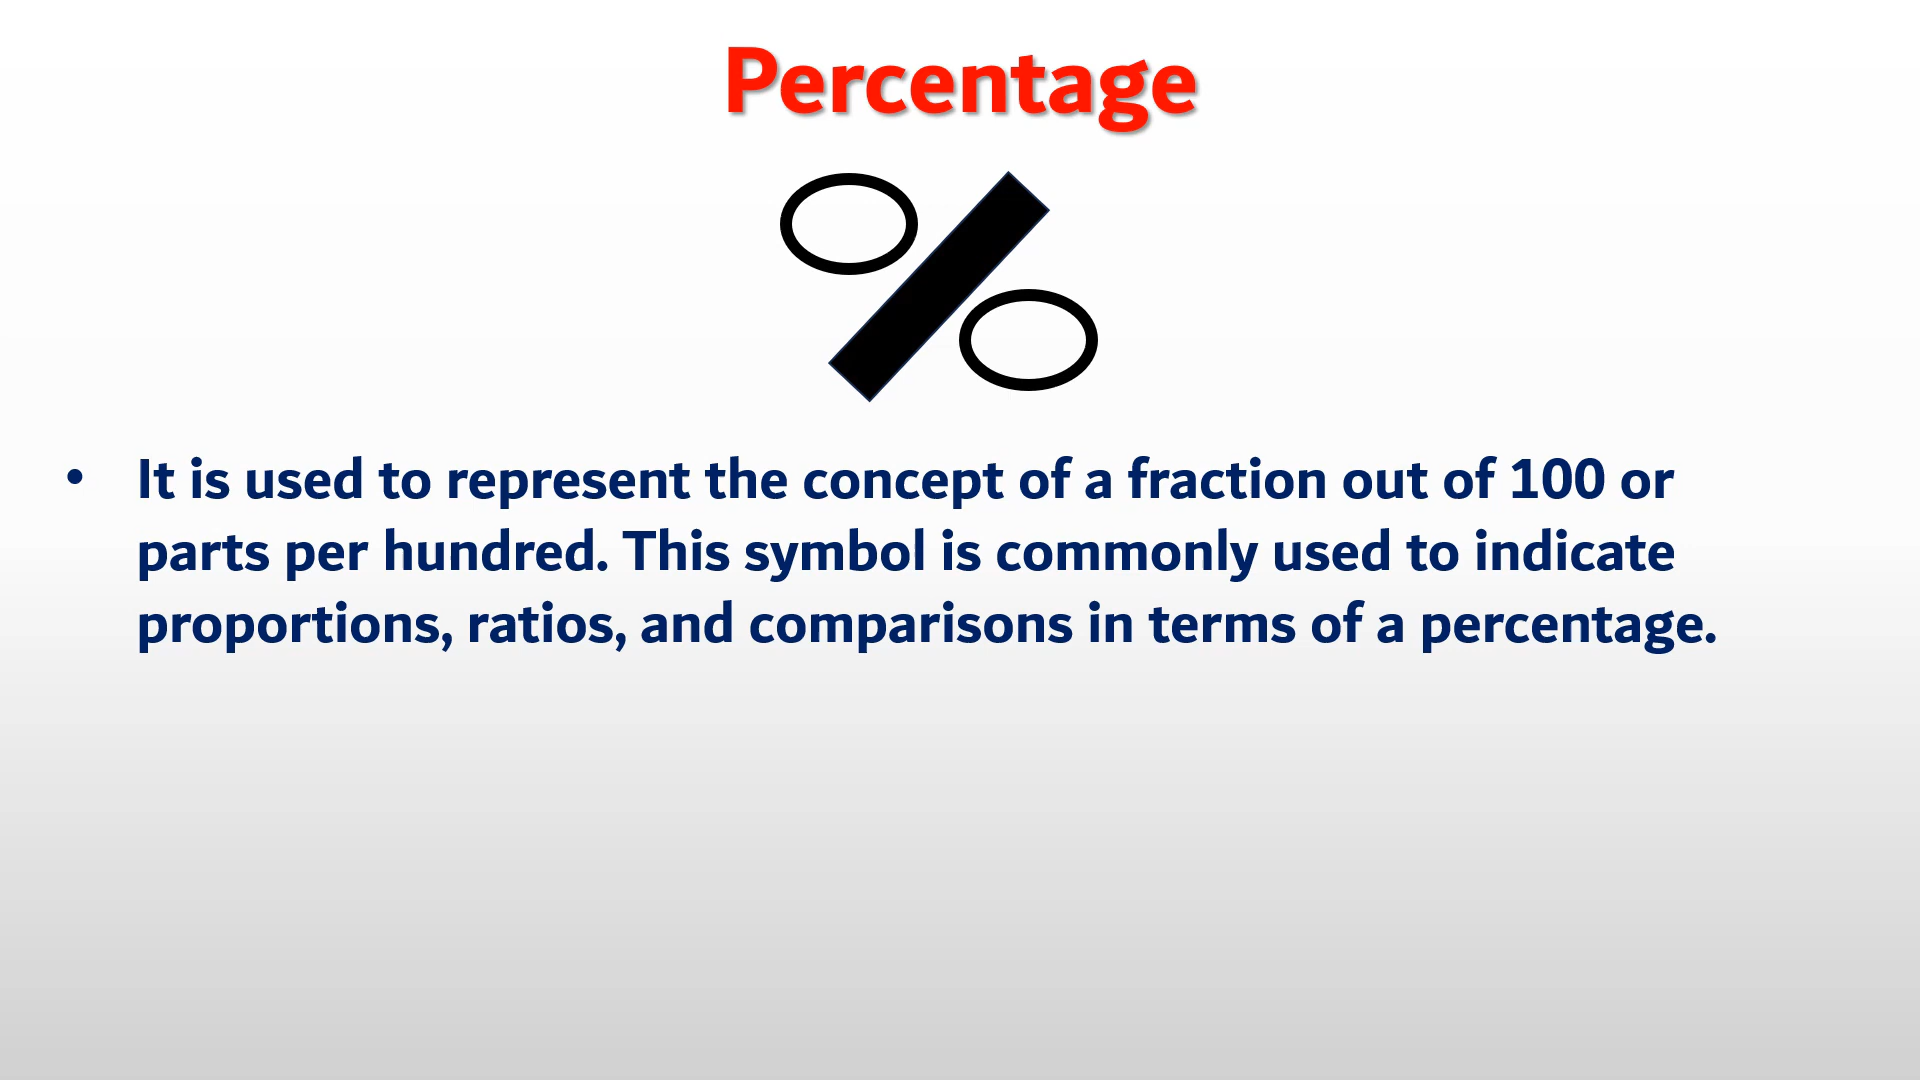 Percentage
%
• It is used to represent the concept of a fraction out of 100 or
parts per hundred. This symbol is commonly used to indicate
proportions, ratios, and comparisons in terms of a percentage.